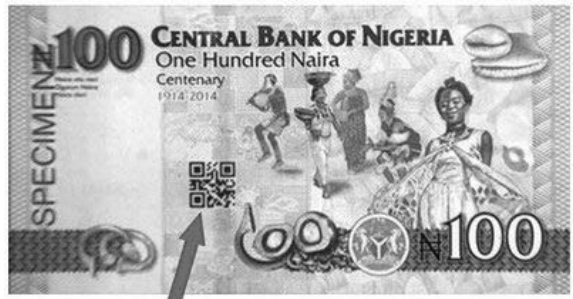 ₦100
CENTRAL BANK OF NIGERIA
One Hundred Naira
Centenary
1914-2014
SPECIMEN
₦100